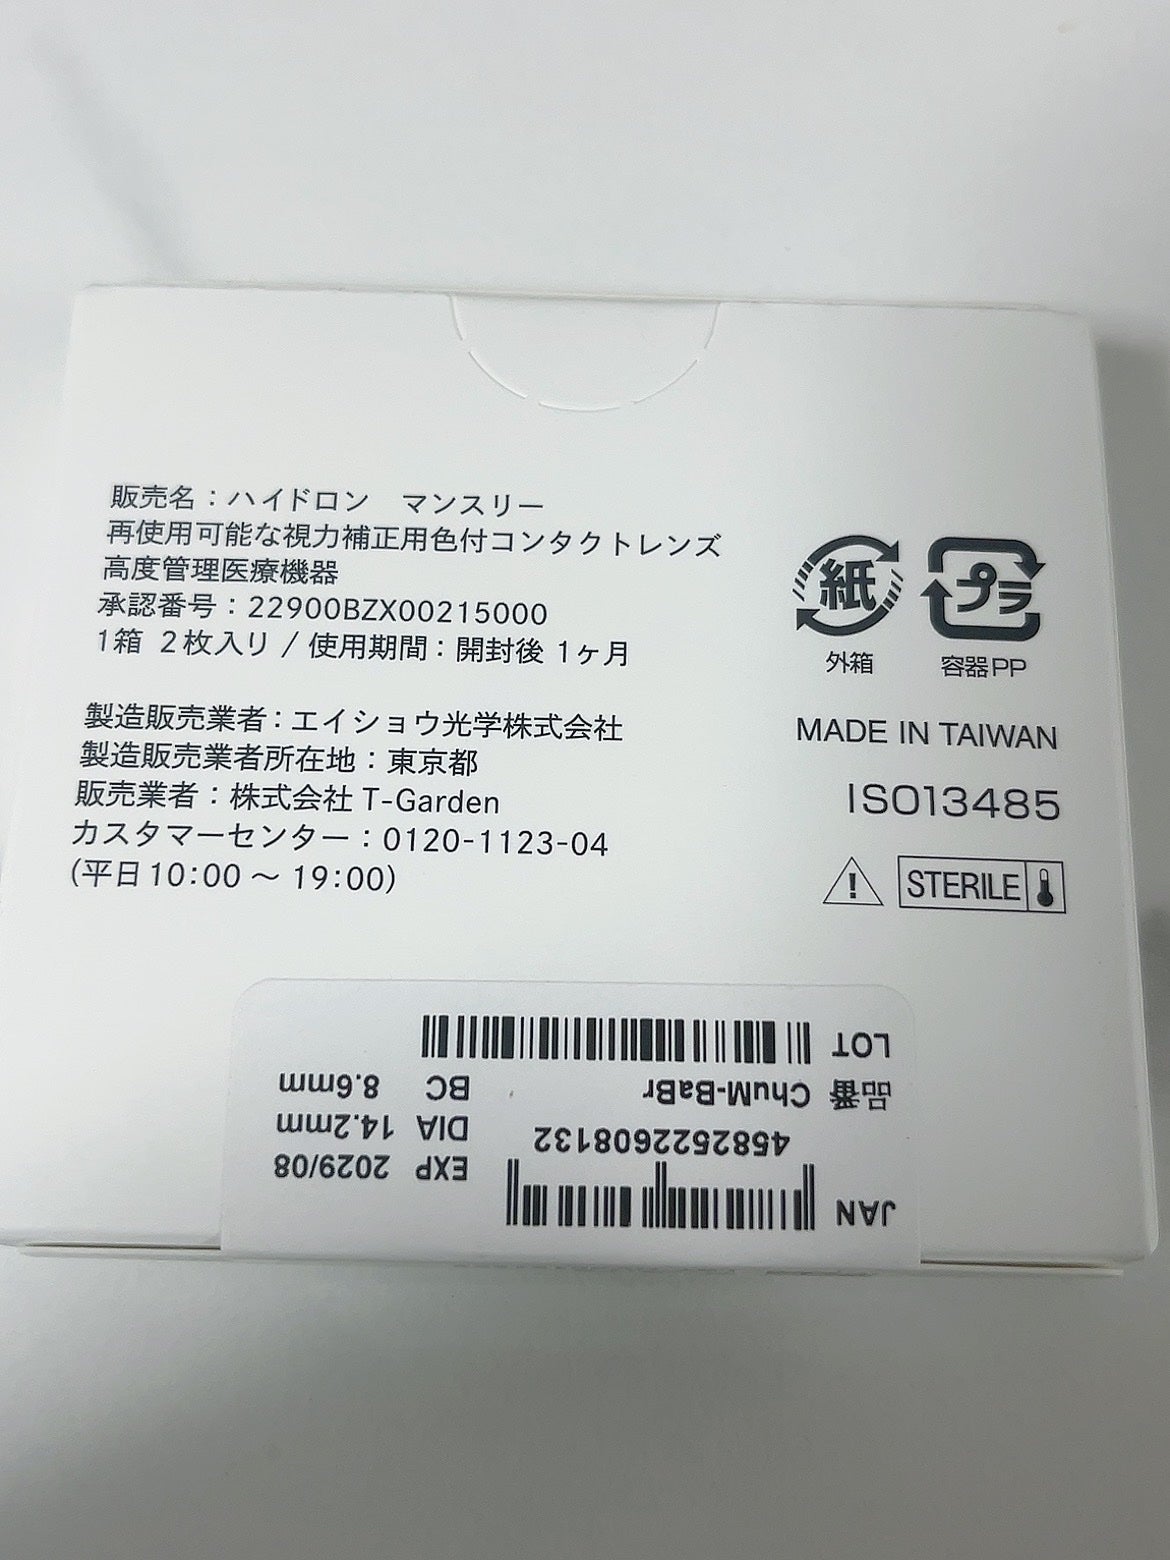 販売名：ハイドロン　マンスリー
再使用可能な視力補正用色付コンタクトレンズ
高度管理医療機器
承認番号：22900BZX00215000
1箱 2枚入り / 使用期間：開封後 1ヶ月
製造販売業者：エイショウ光学株式会社
製造販売業者所在地：東京都
販売業者：株式会社 T-Garden
カスタマーセンター：0120-1123-04
(平日10:00 ～ 19:00)
紙
外箱
プラ
容器PP
MADE IN TAIWAN
ISO13485
!
STERILE
JAN
4582522608132
品番 ChuM-BaBr
LOT
EXP 2029/08
DIA 14.2mm
BC 8.6mm